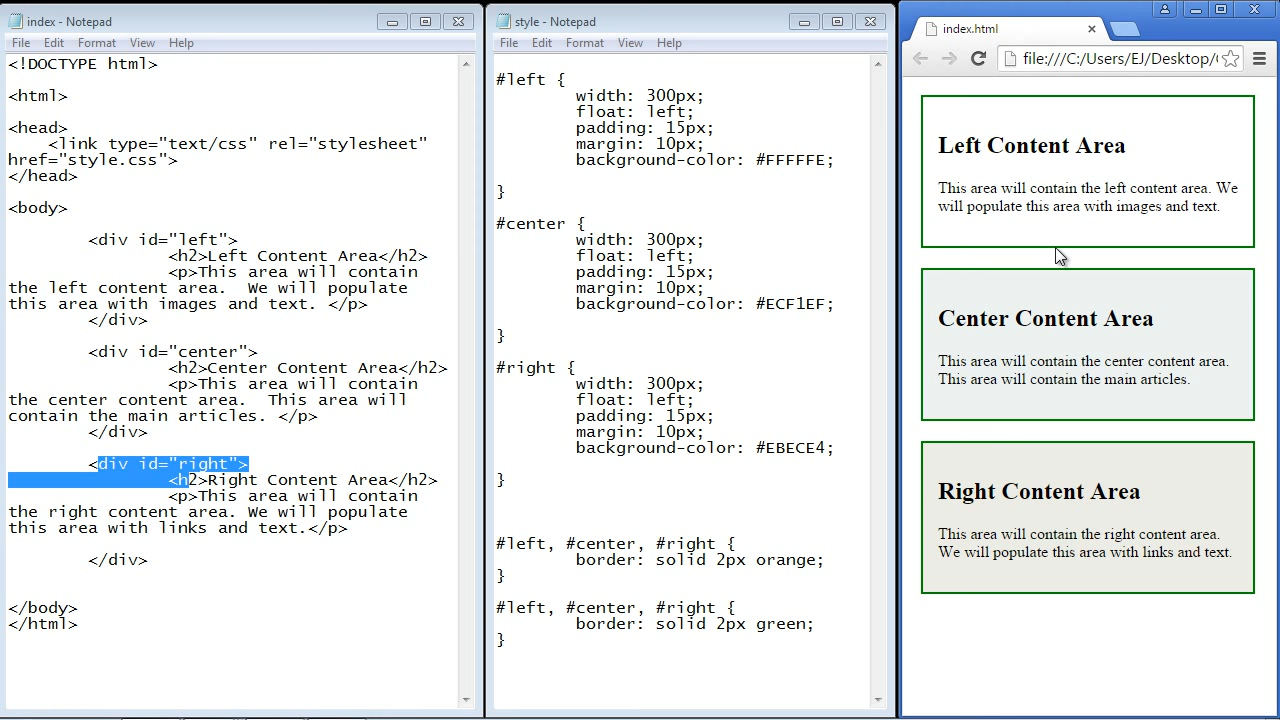 index - Notepad
File Edit Format View Help
<!DOCTYPE html>
<html>
<head>
<link type="text/css" rel="stylesheet"
href="style.css">
</head>
<body>
<div id="left">
<h2>Left Content Area</h2>
<p>This area will contain
the left content area.  We will populate
this area with images and text. </p>
</div>
<div id="center">
<h2>Center Content Area</h2>
<p>This area will contain
the center content area.  This area will
contain the main articles. </p>
</div>
<div id="right">
<h2>Right Content Area</h2>
<p>This area will contain
the right content area. We will populate
this area with links and text.</p>
</div>
</body>
</html>
style - Notepad
File Edit Format View Help
#left {
width: 300px;
float: left;
padding: 15px;
margin: 10px;
background-color: #FFFFFE;
}
#center {
width: 300px;
float: left;
padding: 15px;
margin: 10px;
background-color: #ECF1EF;
}
#right {
width: 300px;
float: left;
padding: 15px;
margin: 10px;
background-color: #EBECE4;
}
#left, #center, #right {
border: solid 2px orange;
}
#left, #center, #right {
border: solid 2px green;
}
index.html
file:///C:/Users/EJ/Desktop/
Left Content Area
This area will contain the left content area. We
will populate this area with images and text.
Center Content Area
This area will contain the center content area.
This area will contain the main articles.
Right Content Area
This area will contain the right content area.
We will populate this area with links and text.